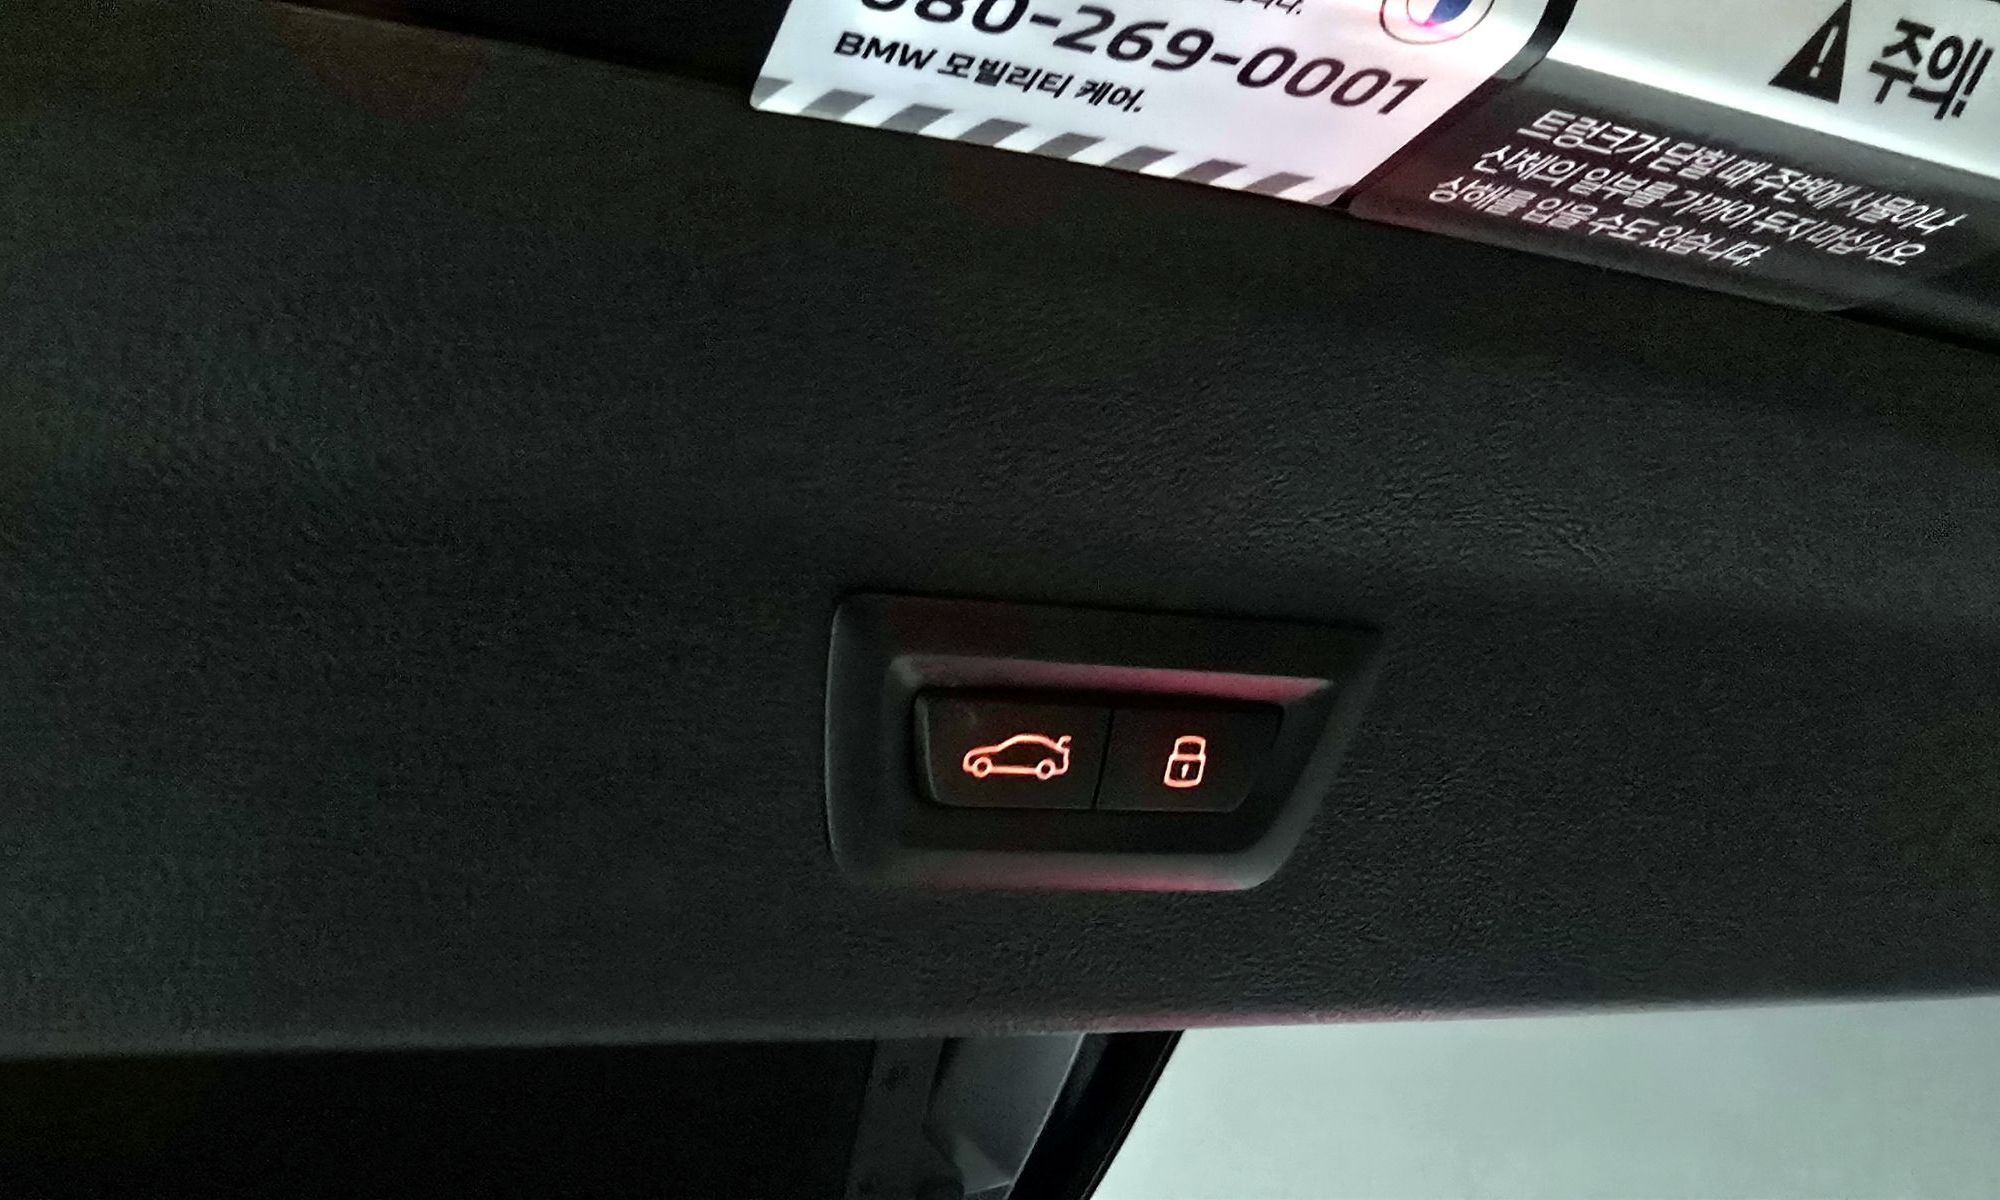 080-269-0001
BMW 모빌리티 케어.
주의!
트렁크가 닫힐 때 주변에 사물이나
신체의 일부를 가까이 두지 마십시오
상해를 입을 수도 있습니다.